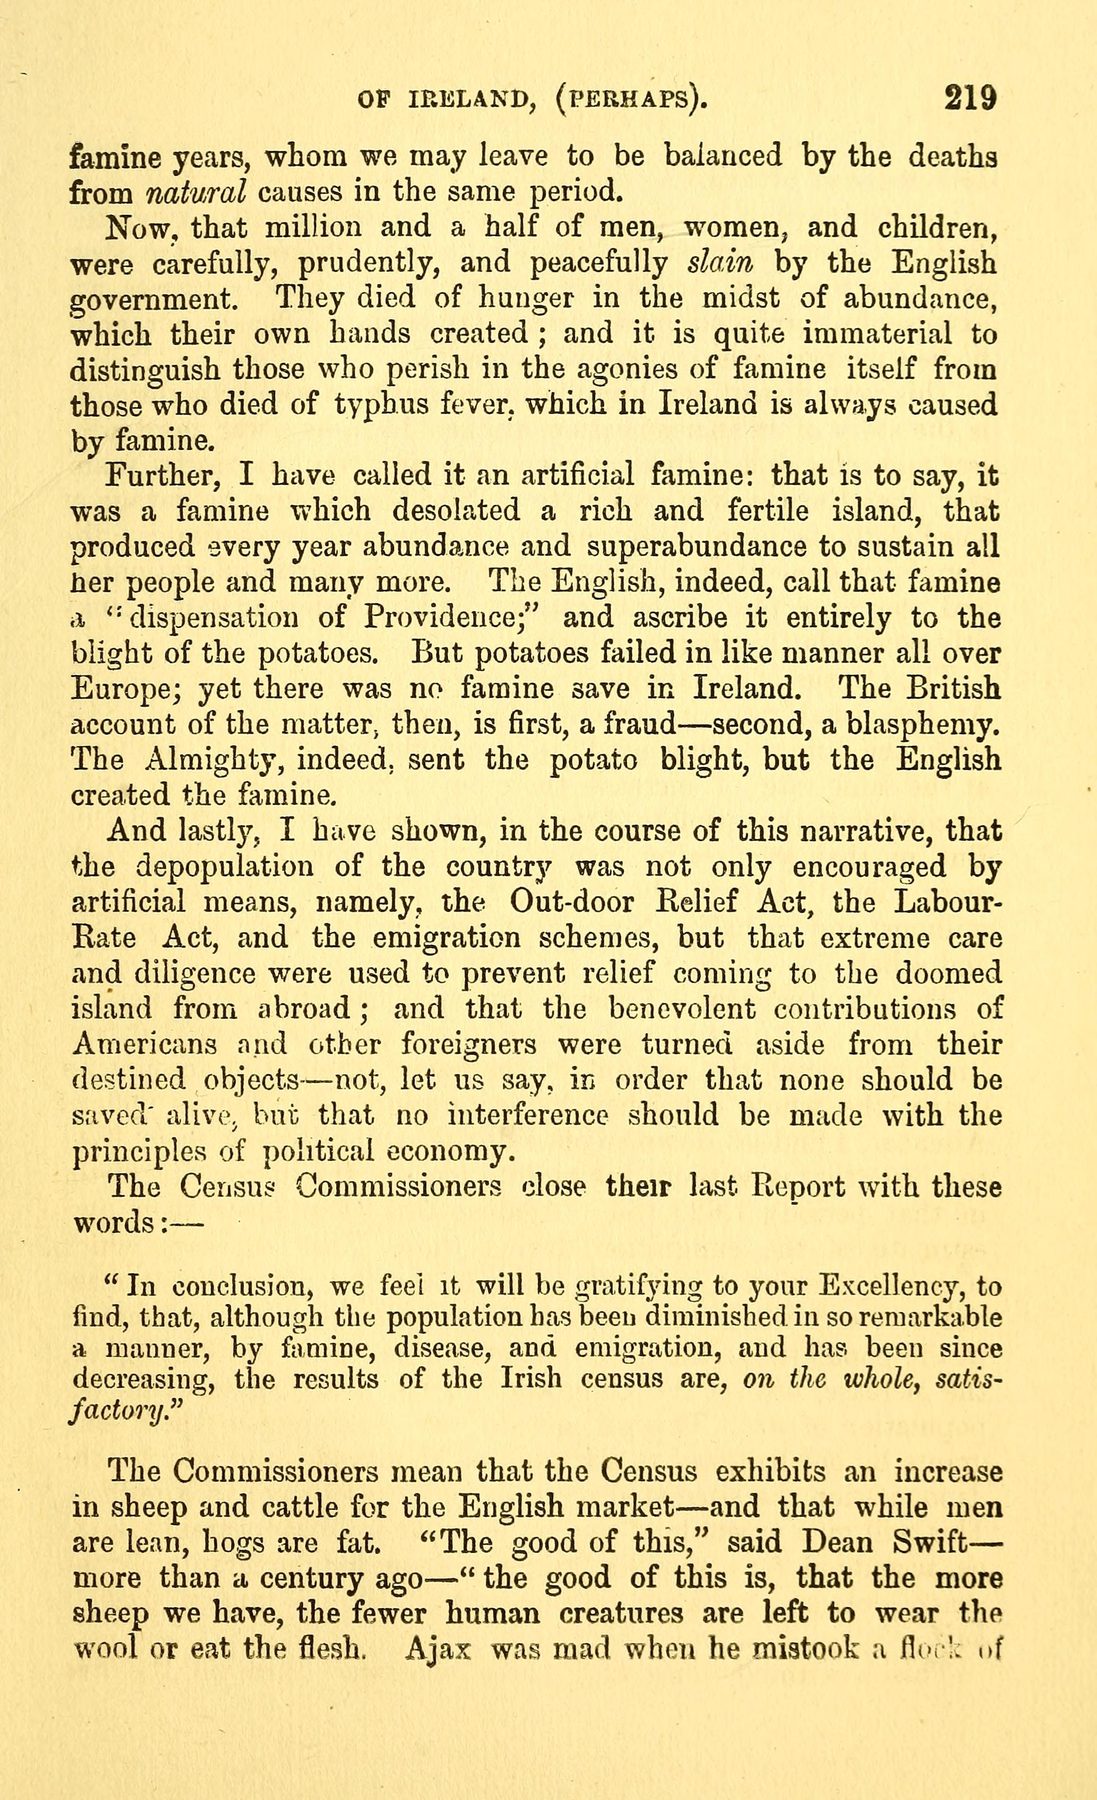 OF IRELAND, (PERHAPS). 219
famine years, whom we may leave to be balanced by the deaths
from natural causes in the same period.
Now, that million and a half of men, women, and children,
were carefully, prudently, and peacefully slain by the English
government. They died of hunger in the midst of abundance,
which their own hands created ; and it is quite immaterial to
distinguish those who perish in the agonies of famine itself from
those who died of typhus fever, which in Ireland is always caused
by famine.
Further, I have called it an artificial famine: that is to say, it
was a famine which desolated a rich and fertile island, that
produced every year abundance and superabundance to sustain all
her people and many more. The English, indeed, call that famine
a “dispensation of Providence;” and ascribe it entirely to the
blight of the potatoes. But potatoes failed in like manner all over
Europe; yet there was no famine save in Ireland. The British
account of the matter, then, is first, a fraud—second, a blasphemy.
The Almighty, indeed, sent the potato blight, but the English
created the famine.
And lastly, I have shown, in the course of this narrative, that
the depopulation of the country was not only encouraged by
artificial means, namely, the Out-door Relief Act, the Labour-
Rate Act, and the emigration schemes, but that extreme care
and diligence were used to prevent relief coming to the doomed
island from abroad ; and that the benevolent contributions of
Americans and other foreigners were turned aside from their
destined objects—not, let us say, in order that none should be
saved alive, but that no interference should be made with the
principles of political economy.
The Census Commissioners close their last Report with these
words :—
“ In conclusion, we feel it will be gratifying to your Excellency, to
find, that, although the population has been diminished in so remarkable
a manner, by famine, disease, and emigration, and has been since
decreasing, the results of the Irish census are, on the whole, satis-
factory.”
The Commissioners mean that the Census exhibits an increase
in sheep and cattle for the English market—and that while men
are lean, hogs are fat. “The good of this,” said Dean Swift—
more than a century ago—“ the good of this is, that the more
sheep we have, the fewer human creatures are left to wear the
wool or eat the flesh. Ajax was mad when he mistook a flock of